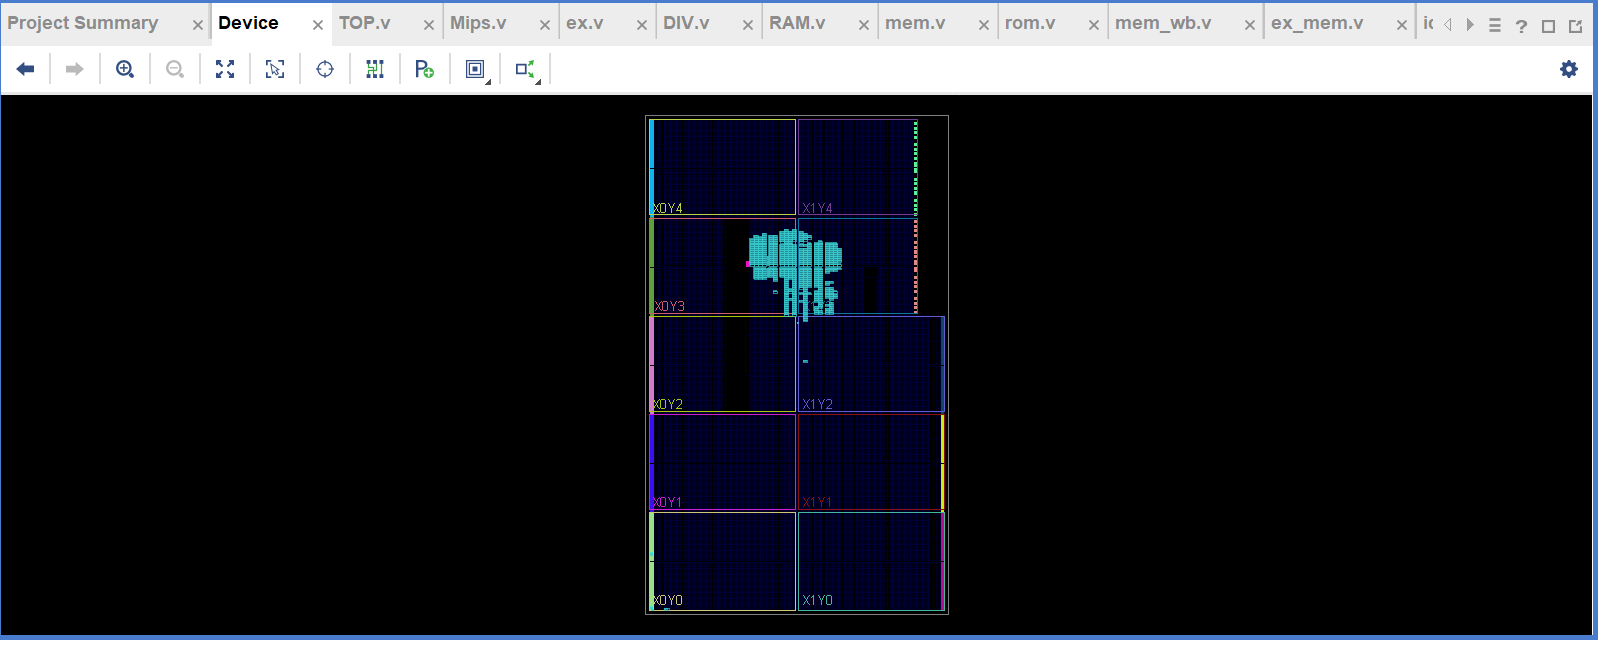 Project Summary Device TOP.v Mips.v ex.v DIV.v RAM.v mem.v rom.v mem_wb.v ex_mem.v
X0Y4 X1Y4
X0Y3
X0Y2 X1Y2
X0Y1 X1Y1
X0Y0 X1Y0